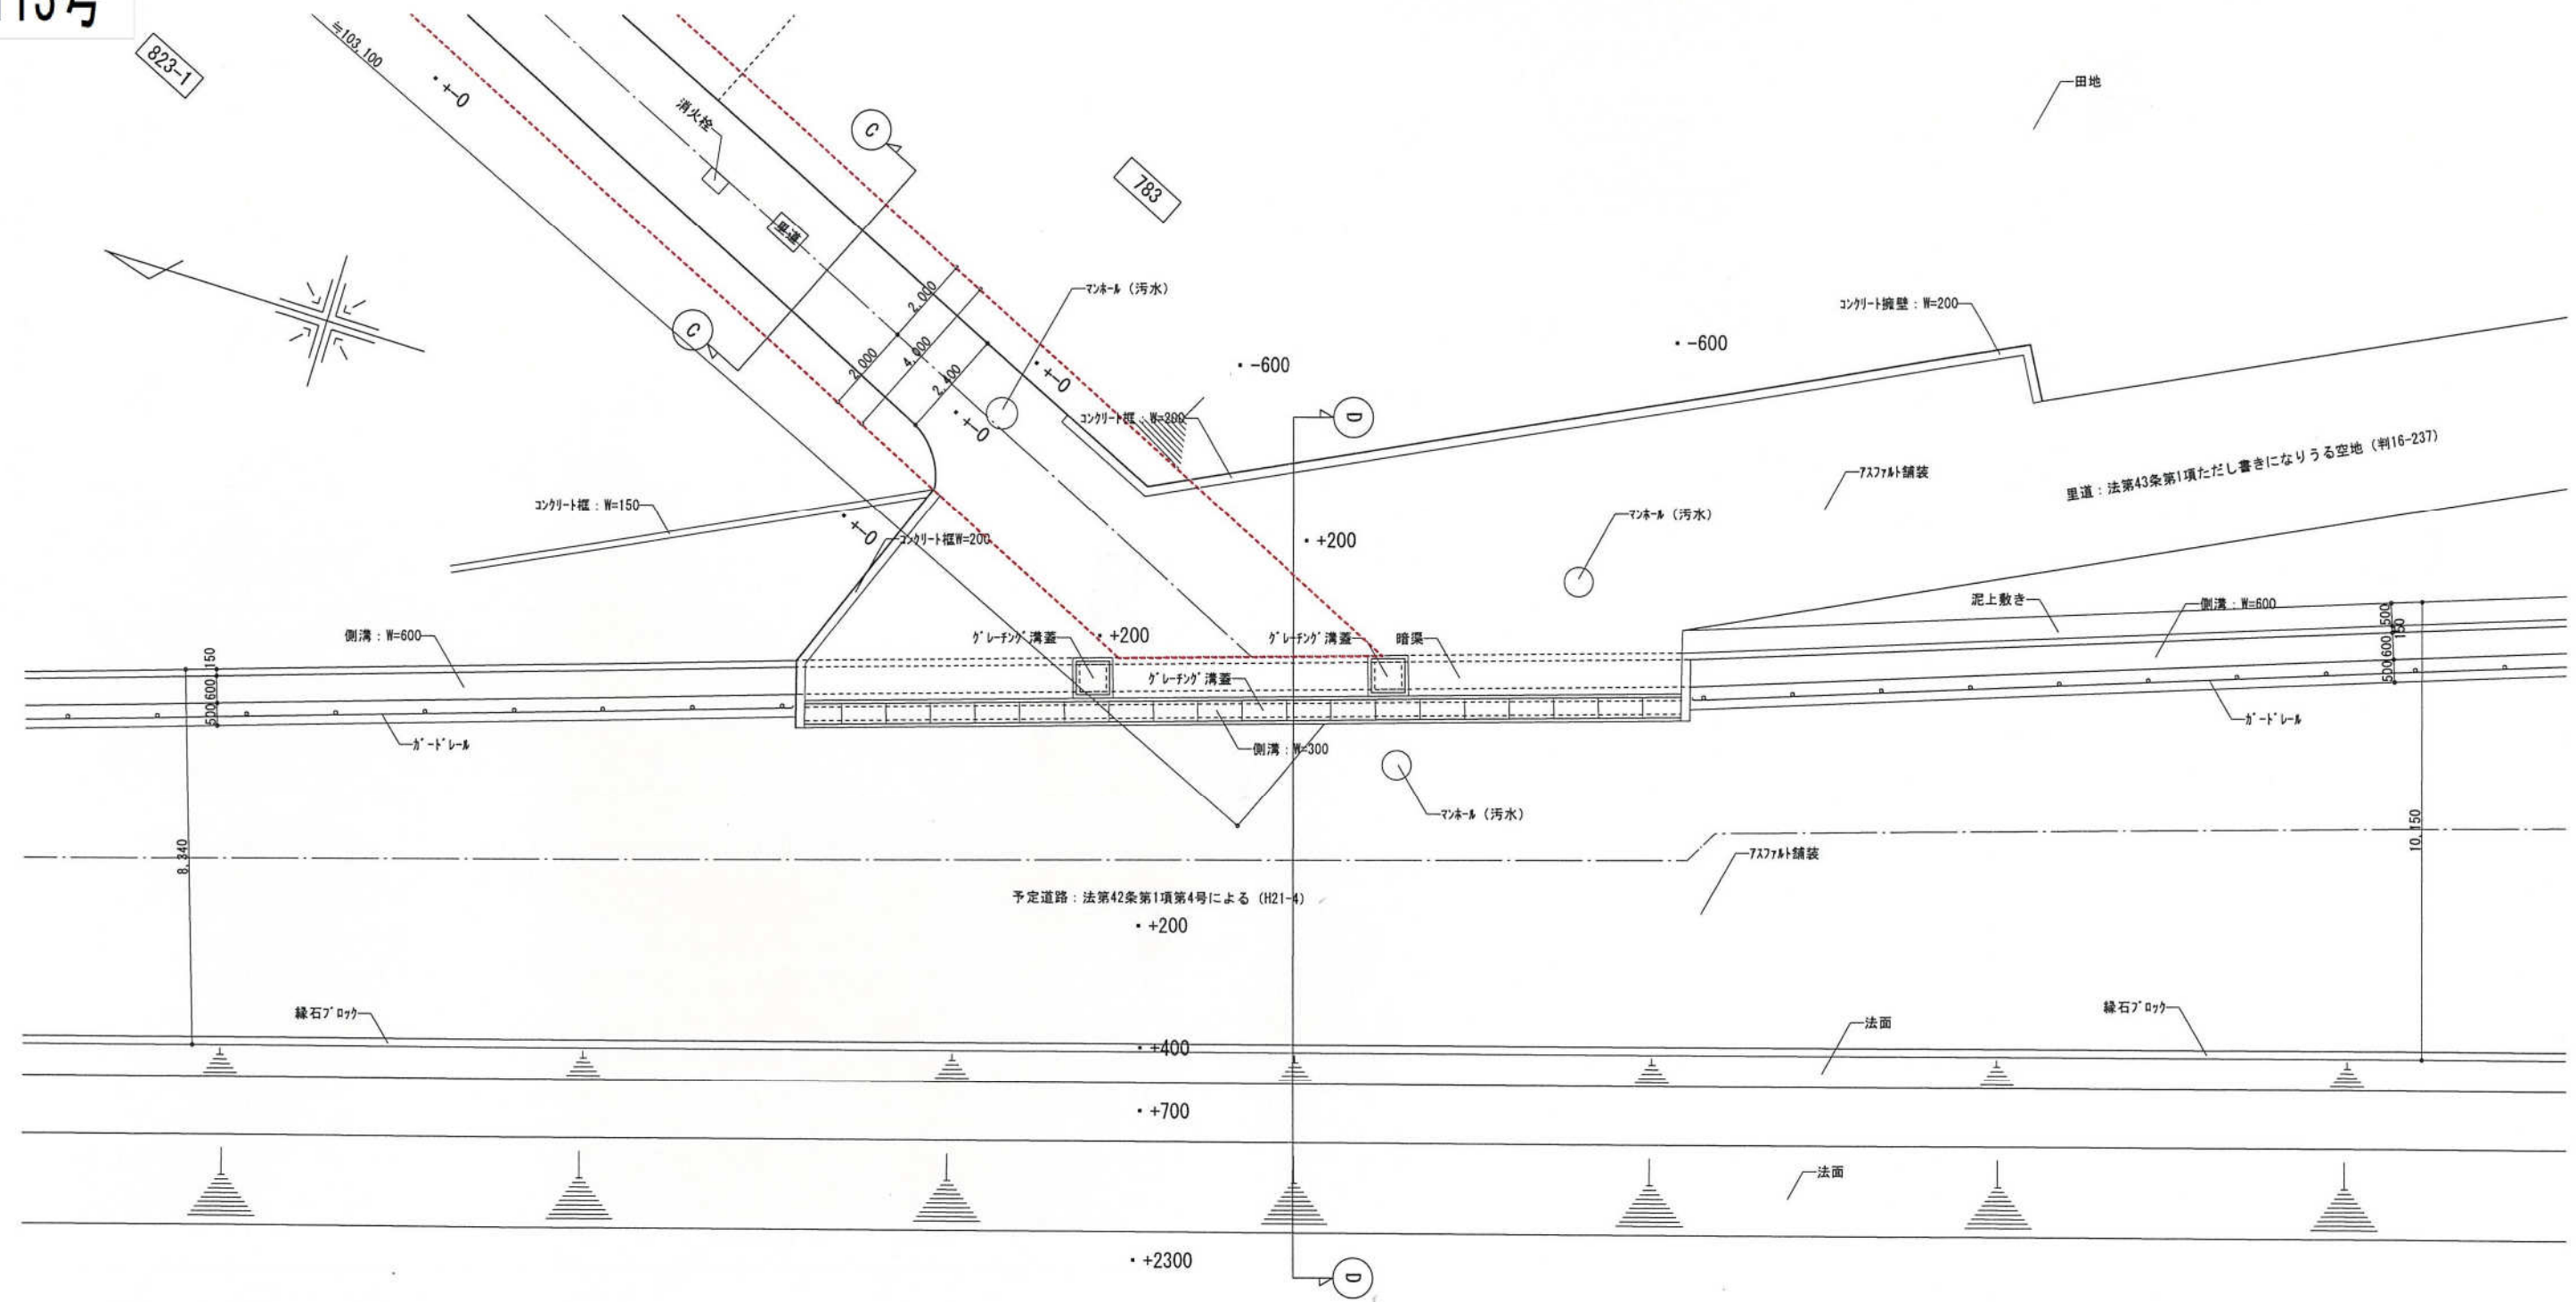 115号
823-1
≒103,100
・+-0
消火栓
C
里道
783
田地
C
2,000
2,000
4,000
2,400
マンホール（汚水）
・+-0
・+-0
・-600
・-600
コンクリート擁壁：W=200
コンクリート框：W=200
D
アスファルト舗装
里道：法第43条第1項ただし書きになりうる空地（判16-237）
コンクリート框：W=150
・+-0
コンクリート框W=200
・+200
マンホール（汚水）
側溝：W=600
グレーチング溝蓋
・+200
グレーチング溝蓋
暗渠
泥上敷き
側溝：W=600
150
600
500
グレーチング溝蓋
500
150
600
500
ガードレール
側溝：W=300
ガードレール
マンホール（汚水）
8,340
10,150
アスファルト舗装
予定道路：法第42条第1項第4号による（H21-4）
・+200
縁石ブロック
法面
縁石ブロック
・+400
・+700
法面
・+2300
D